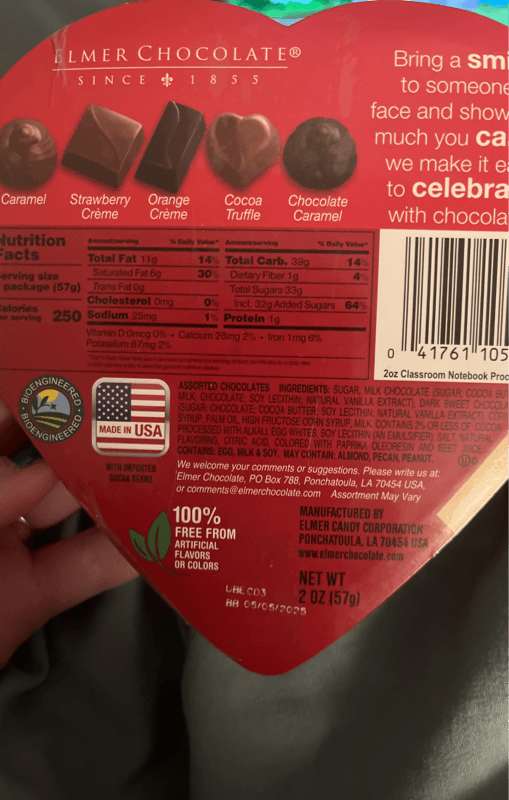 ELMER CHOCOLATE®
SINCE 1855
Bring a smi
to someone
face and show
much you ca
we make it ea
to celebra
with chocola
Caramel
Strawberry
Crème
Orange
Crème
Cocoa
Truffle
Chocolate
Caramel
Nutrition
Facts
serving size
package (57g)
Calories
per serving 250
Amount/serving % Daily Value*
Total Fat 11g 14%
Saturated Fat 6g 30%
Trans Fat 0g
Cholesterol 0mg 0%
Sodium 25mg 1%
Amount/serving % Daily Value*
Total Carb. 39g 14%
Dietary Fiber 1g 4%
Total Sugars 33g
Incl. 32g Added Sugars 64%
Protein 1g
Vitamin D 0mcg 0% • Calcium 26mg 2% • Iron 1mg 6%
Potassium 87mg 2%
0 41761 105
2oz Classroom Notebook Proc
BIOENGINEERED
BIOENGINEERED
MADE IN USA
WITH IMPORTED
COCOA BEANS
ASSORTED CHOCOLATES INGREDIENTS: SUGAR, MILK CHOCOLATE (SUGAR; COCOA BU
MILK; CHOCOLATE; SOY LECITHIN; NATURAL VANILLA EXTRACT), DARK SWEET CHOCOL
(SUGAR; CHOCOLATE; COCOA BUTTER; SOY LECITHIN; NATURAL VANILLA EXTRACT), COR
SYRUP, PALM OIL, HIGH FRUCTOSE CORN SYRUP, MILK. CONTAINS 2% OR LESS OF: COCOA
PROCESSED WITH ALKALI, EGG WHITES, SOY LECITHIN (AN EMULSIFIER), SALT, NATURAL
FLAVORING, CITRIC ACID, COLORED WITH PAPRIKA OLEORESIN AND BEET JUICE.
CONTAINS: EGG, MILK & SOY. MAY CONTAIN: ALMOND, PECAN, PEANUT.
We welcome your comments or suggestions. Please write us at:
Elmer Chocolate, PO Box 788, Ponchatoula, LA 70454 USA,
or comments@elmerchocolate.com Assortment May Vary
100%
FREE FROM
ARTIFICIAL
FLAVORS
OR COLORS
MANUFACTURED BY
ELMER CANDY CORPORATION
PONCHATOULA, LA 70454 USA
www.elmerchocolate.com
NET WT
2 OZ (57g)
BB 05/05/2025